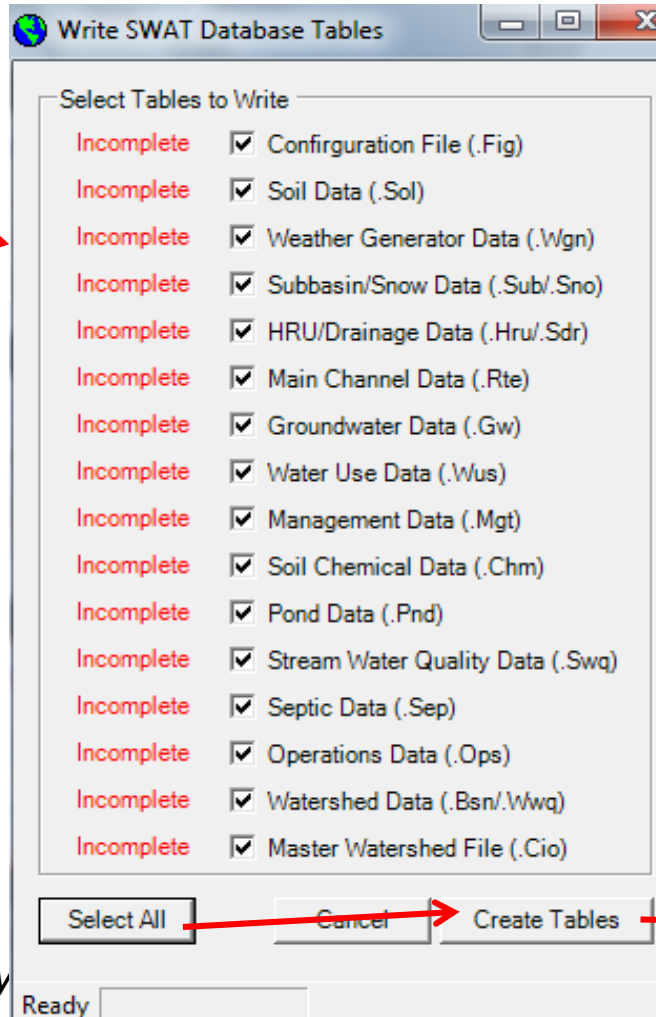 Write SWAT Database Tables
Select Tables to Write
Incomplete Confirguration File (.Fig)
Incomplete Soil Data (.Sol)
Incomplete Weather Generator Data (.Wgn)
Incomplete Subbasin/Snow Data (.Sub/.Sno)
Incomplete HRU/Drainage Data (.Hru/.Sdr)
Incomplete Main Channel Data (.Rte)
Incomplete Groundwater Data (.Gw)
Incomplete Water Use Data (.Wus)
Incomplete Management Data (.Mgt)
Incomplete Soil Chemical Data (.Chm)
Incomplete Pond Data (.Pnd)
Incomplete Stream Water Quality Data (.Swq)
Incomplete Septic Data (.Sep)
Incomplete Operations Data (.Ops)
Incomplete Watershed Data (.Bsn/.Wwq)
Incomplete Master Watershed File (.Cio)
Select All Cancel Create Tables
Ready